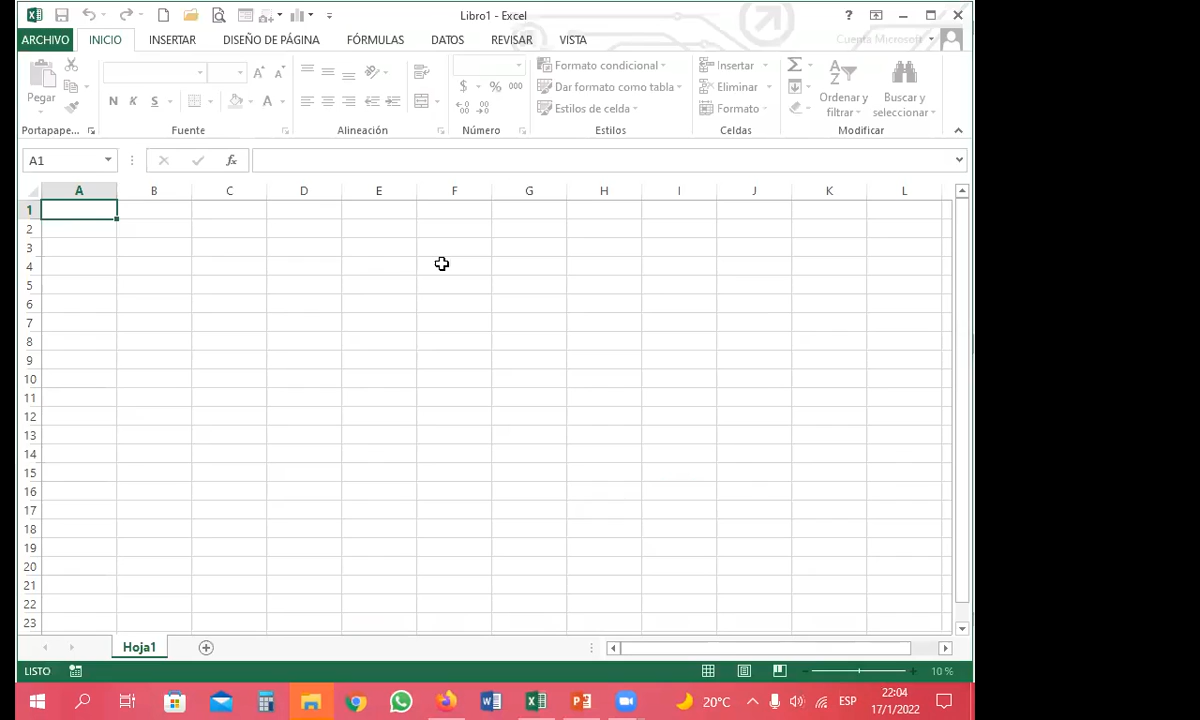 Libro1 - Excel
?
ARCHIVO INICIO INSERTAR DISEÑO DE PÁGINA FÓRMULAS DATOS REVISAR VISTA Cuenta Microsoft
Pegar
N K S A
$ % 000
Formato condicional
Dar formato como tabla
Estilos de celda
Insertar
Eliminar
Formato
Ordenar y filtrar
Buscar y seleccionar
Portapape... Fuente Alineación Número Estilos Celdas Modificar
A1 fx
A B C D E F G H I J K L
1
2
3
4
5
6
7
8
9
10
11
12
13
14
15
16
17
18
19
20
21
22
23
Hoja1
LISTO 10 %
20°C ESP 22:04
17/1/2022